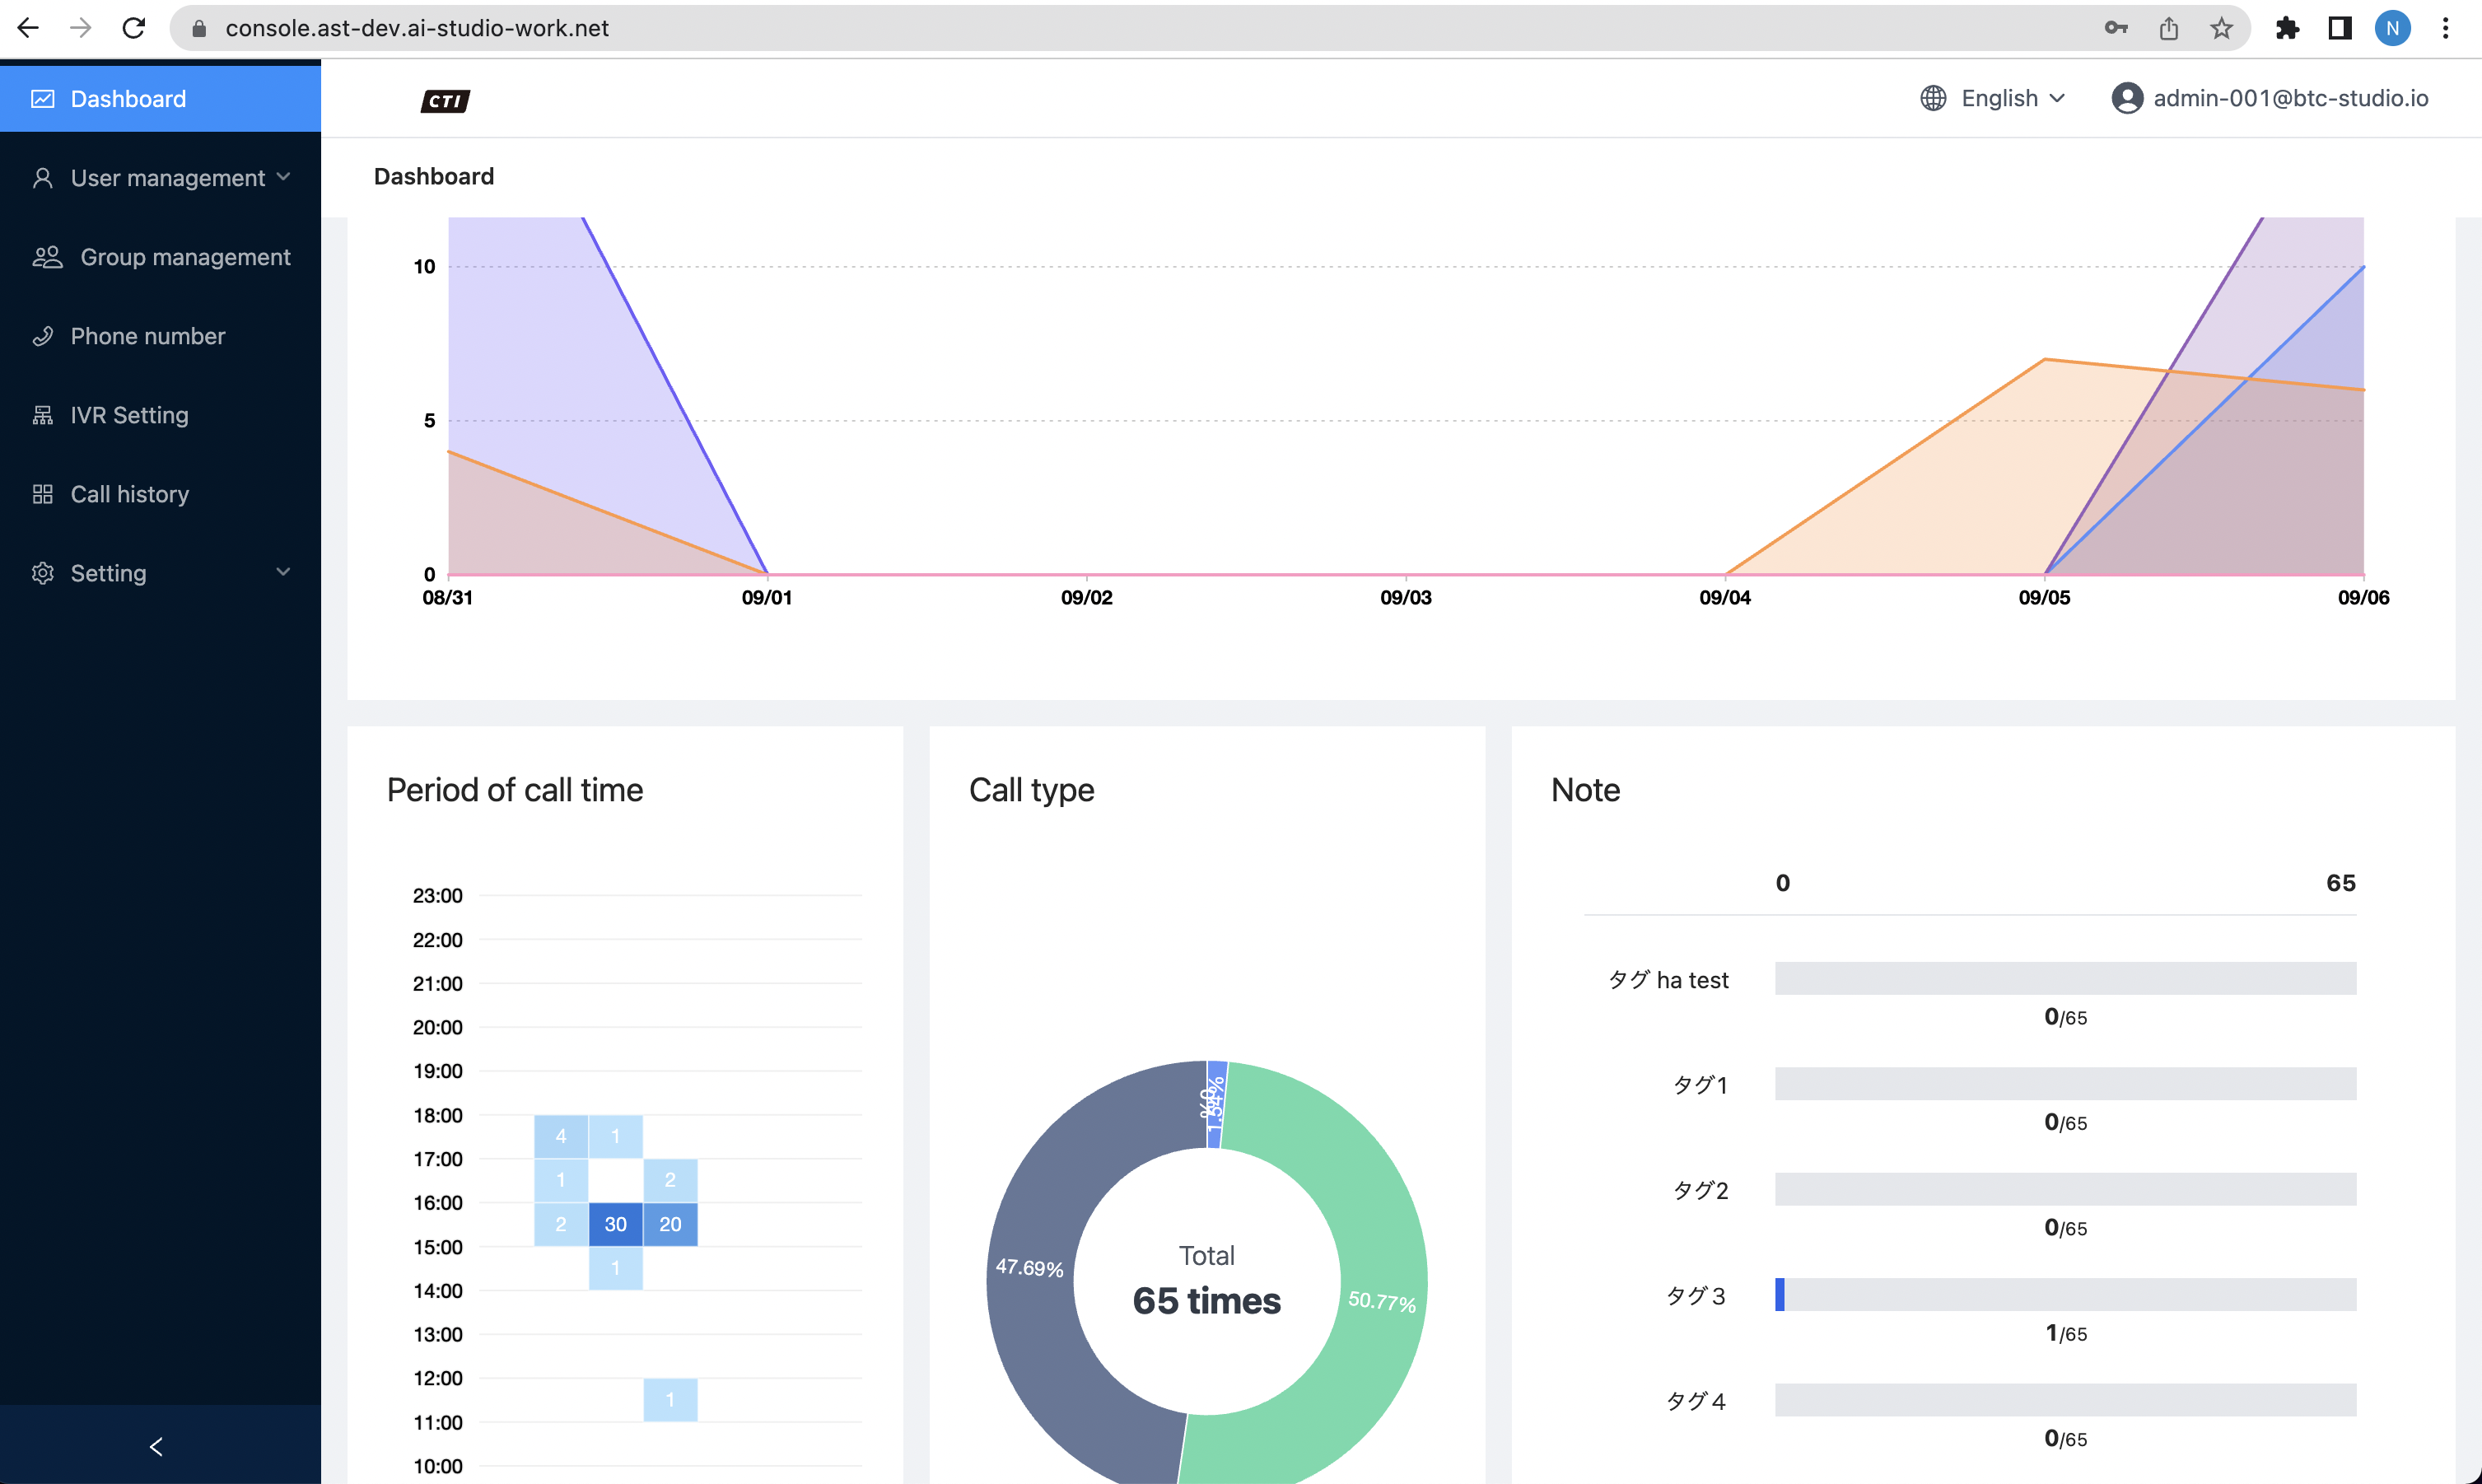 console.ast-dev.ai-studio-work.net
N
Dashboard
User management
Group management
Phone number
IVR Setting
Call history
Setting
CTI
English
admin-001@btc-studio.io
Dashboard
10
5
0
08/31 09/01 09/02 09/03 09/04 09/05 09/06
Period of call time
23:00
22:00
21:00
20:00
19:00
18:00
4 1
17:00
1 2
16:00
2 30 20
15:00
1
14:00
13:00
12:00
1
11:00
10:00
Call type
0%
1.54%
47.69%
50.77%
Total
65 times
Note
0 65
タグ ha test
0/65
タグ1
0/65
タグ2
0/65
タグ３
1/65
タグ４
0/65